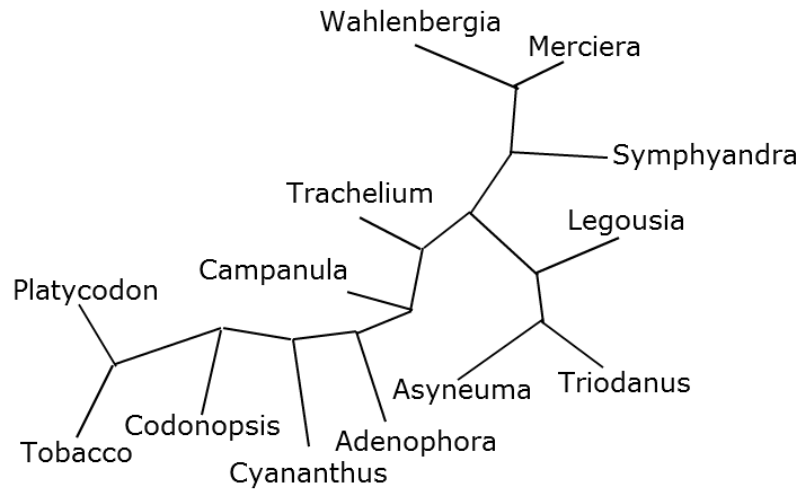 Wahlenbergia
Merciera
Symphyandra
Trachelium
Legousia
Campanula
Platycodon
Asyneuma
Triodanus
Codonopsis
Adenophora
Tobacco
Cyananthus